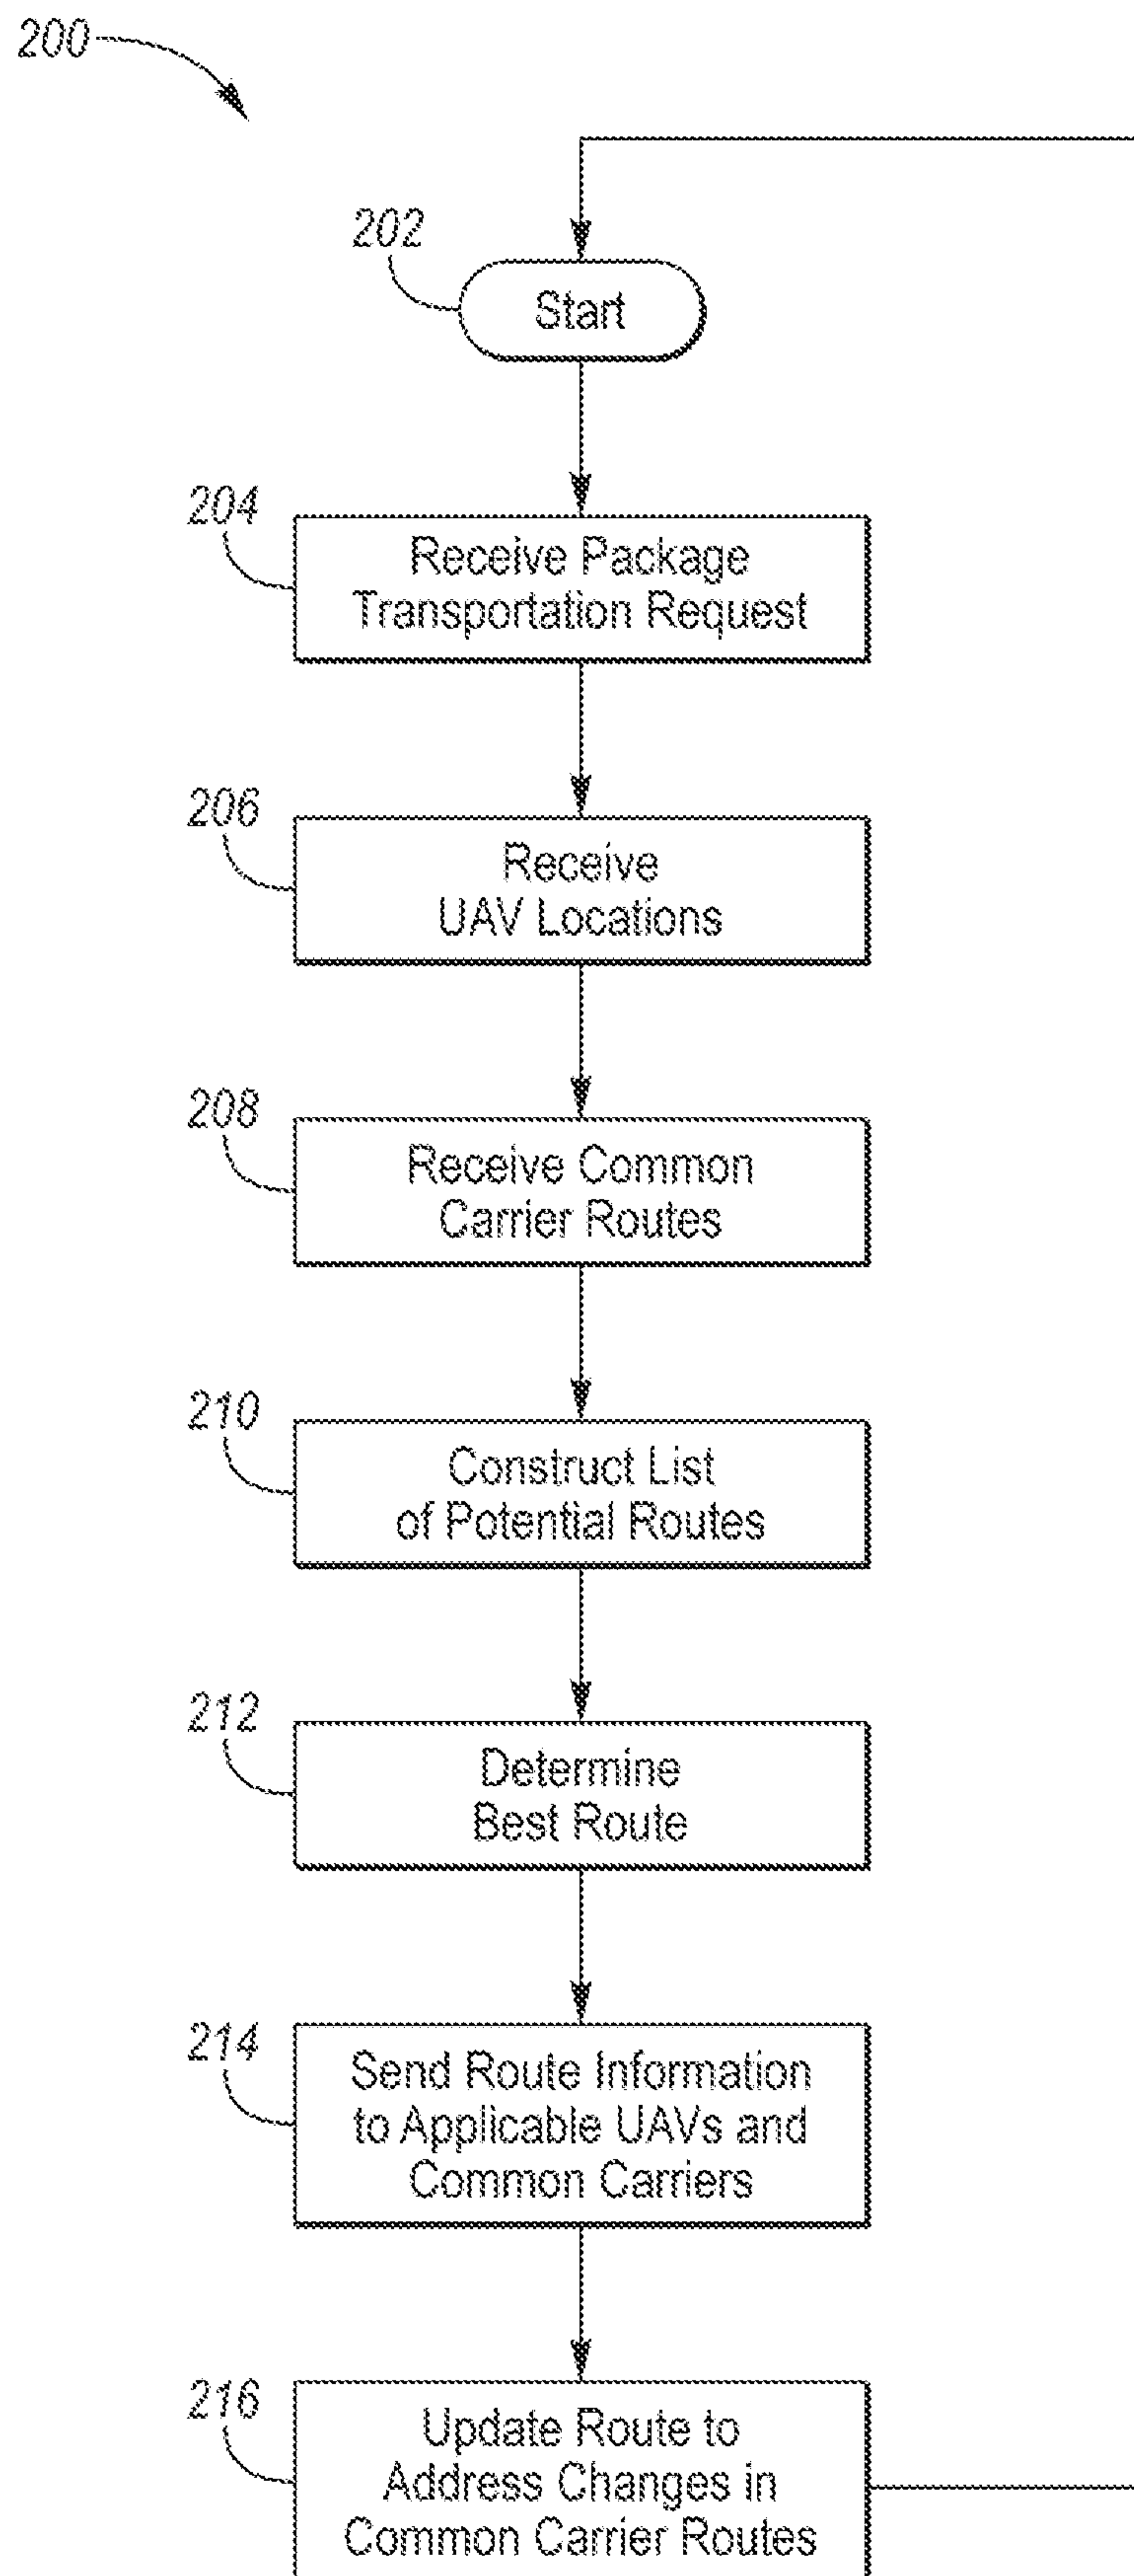 200
202
Start
204
Receive Package
Transportation Request
206
Receive
UAV Locations
208
Receive Common
Carrier Routes
210
Construct List
of Potential Routes
212
Determine
Best Route
214
Send Route Information
to Applicable UAVs and
Common Carriers
216
Update Route to
Address Changes in
Common Carrier Routes